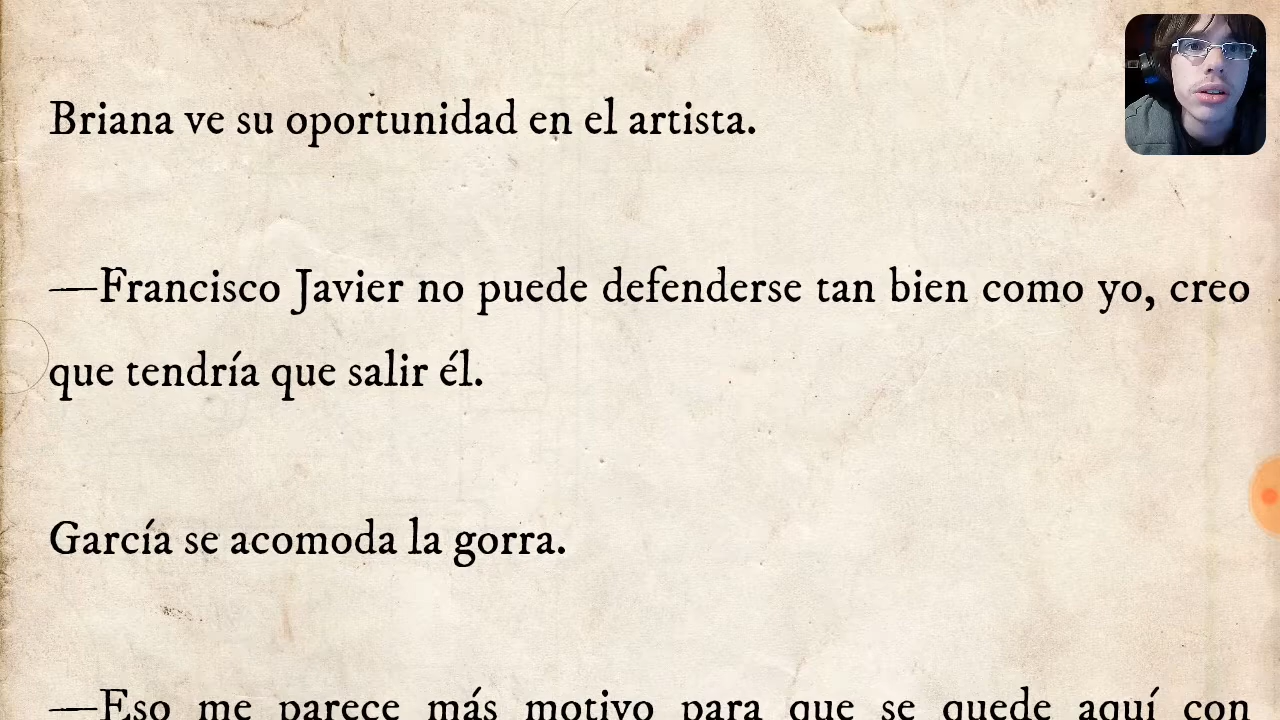 Briana ve su oportunidad en el artista.
—Francisco Javier no puede defenderse tan bien como yo, creo
que tendría que salir él.
García se acomoda la gorra.
—Eso me parece más motivo para que se quede aquí con